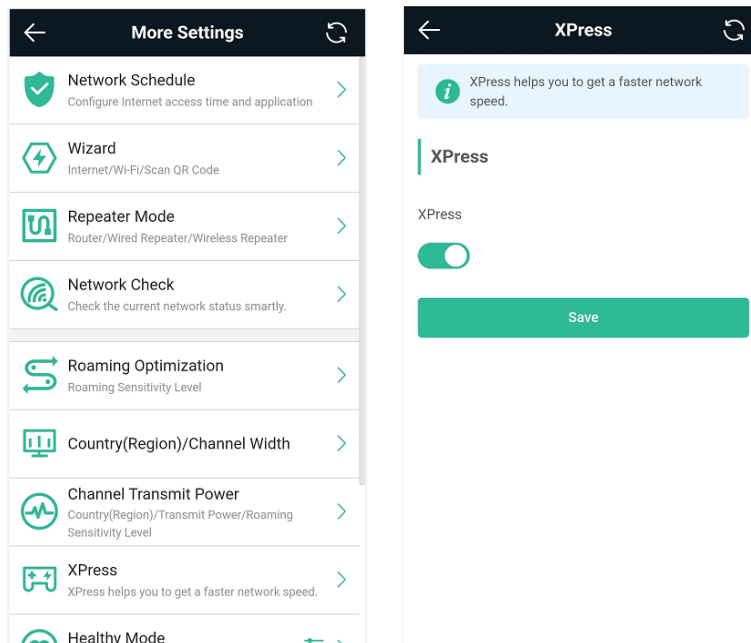 More Settings
Network Schedule
Configure Internet access time and application
Wizard
Internet/Wi-Fi/Scan QR Code
Repeater Mode
Router/Wired Repeater/Wireless Repeater
Network Check
Check the current network status smartly.
Roaming Optimization
Roaming Sensitivity Level
Country(Region)/Channel Width
Channel Transmit Power
Country(Region)/Transmit Power/Roaming
Sensitivity Level
XPress
XPress helps you to get a faster network speed.
Healthy Mode
XPress
XPress helps you to get a faster network
speed.
XPress
XPress
Save